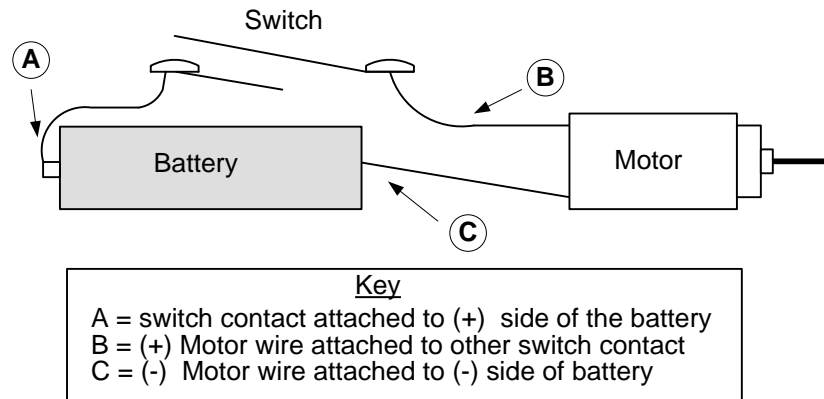 Switch
A
B
Battery
Motor
C
Key
A = switch contact attached to (+) side of the battery
B = (+) Motor wire attached to other switch contact
C = (-) Motor wire attached to (-) side of battery